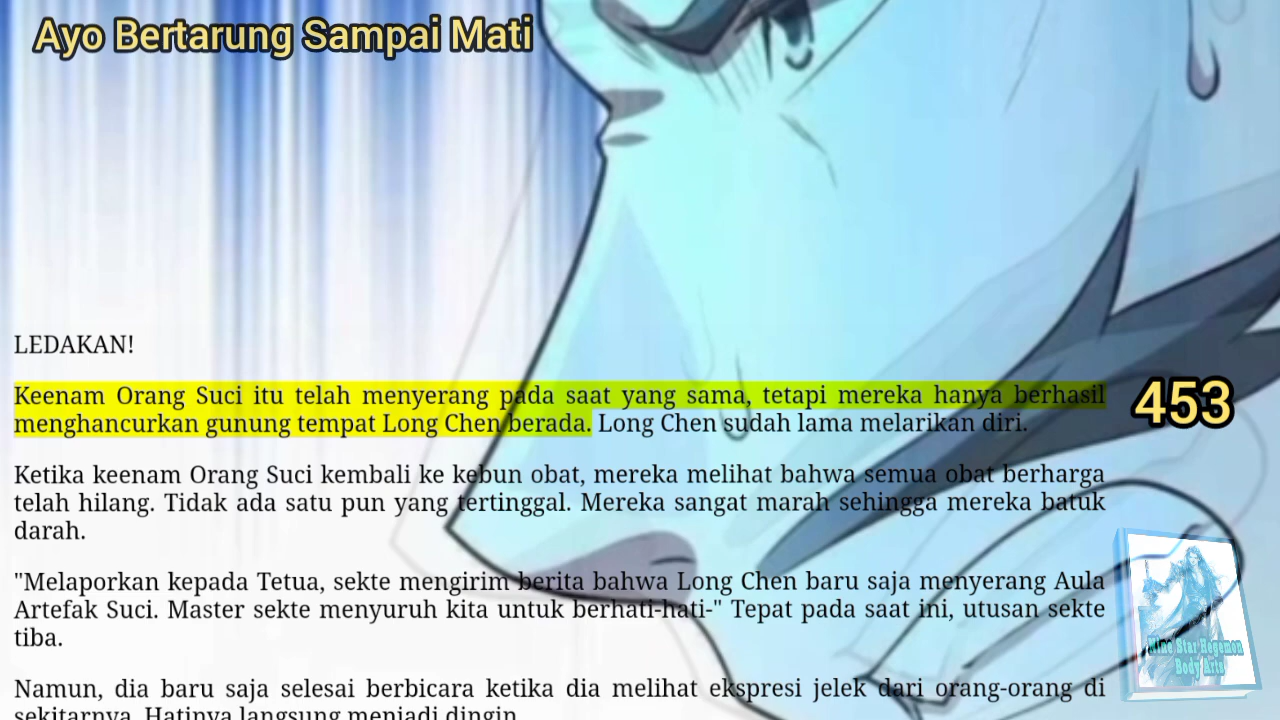 Ayo Bertarung Sampai Mati
LEDAKAN!
Keenam Orang Suci itu telah menyerang pada saat yang sama, tetapi mereka hanya berhasil
menghancurkan gunung tempat Long Chen berada. Long Chen sudah lama melarikan diri.
453
Ketika keenam Orang Suci kembali ke kebun obat, mereka melihat bahwa semua obat berharga
telah hilang. Tidak ada satu pun yang tertinggal. Mereka sangat marah sehingga mereka batuk
darah.
"Melaporkan kepada Tetua, sekte mengirim berita bahwa Long Chen baru saja menyerang Aula
Artefak Suci. Master sekte menyuruh kita untuk berhati-hati-" Tepat pada saat ini, utusan sekte
tiba.
Nine Star Hegemon
Body Arts
Namun, dia baru saja selesai berbicara ketika dia melihat ekspresi jelek dari orang-orang di
sekitarnya. Hatinya langsung menjadi dingin.